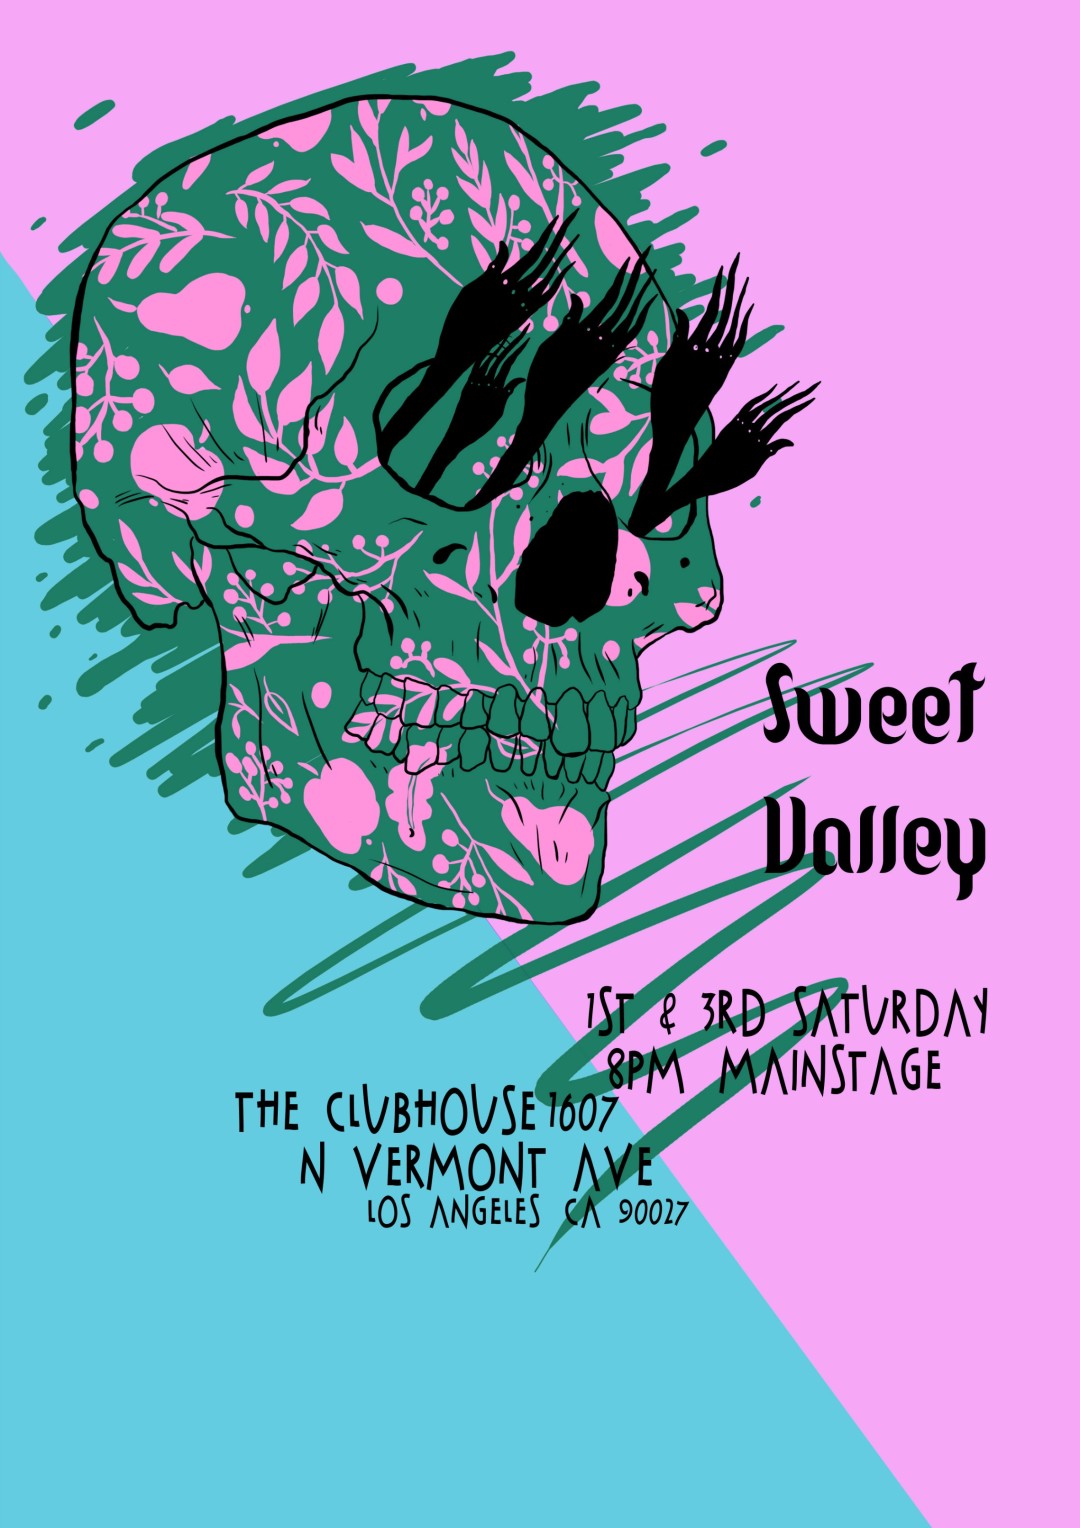 Sweet
Valley
1ST & 3RD SATURDAY
8PM MAINSTAGE
THE CLUBHOUSE 1607
N VERMONT AVE
LOS ANGELES CA 90027